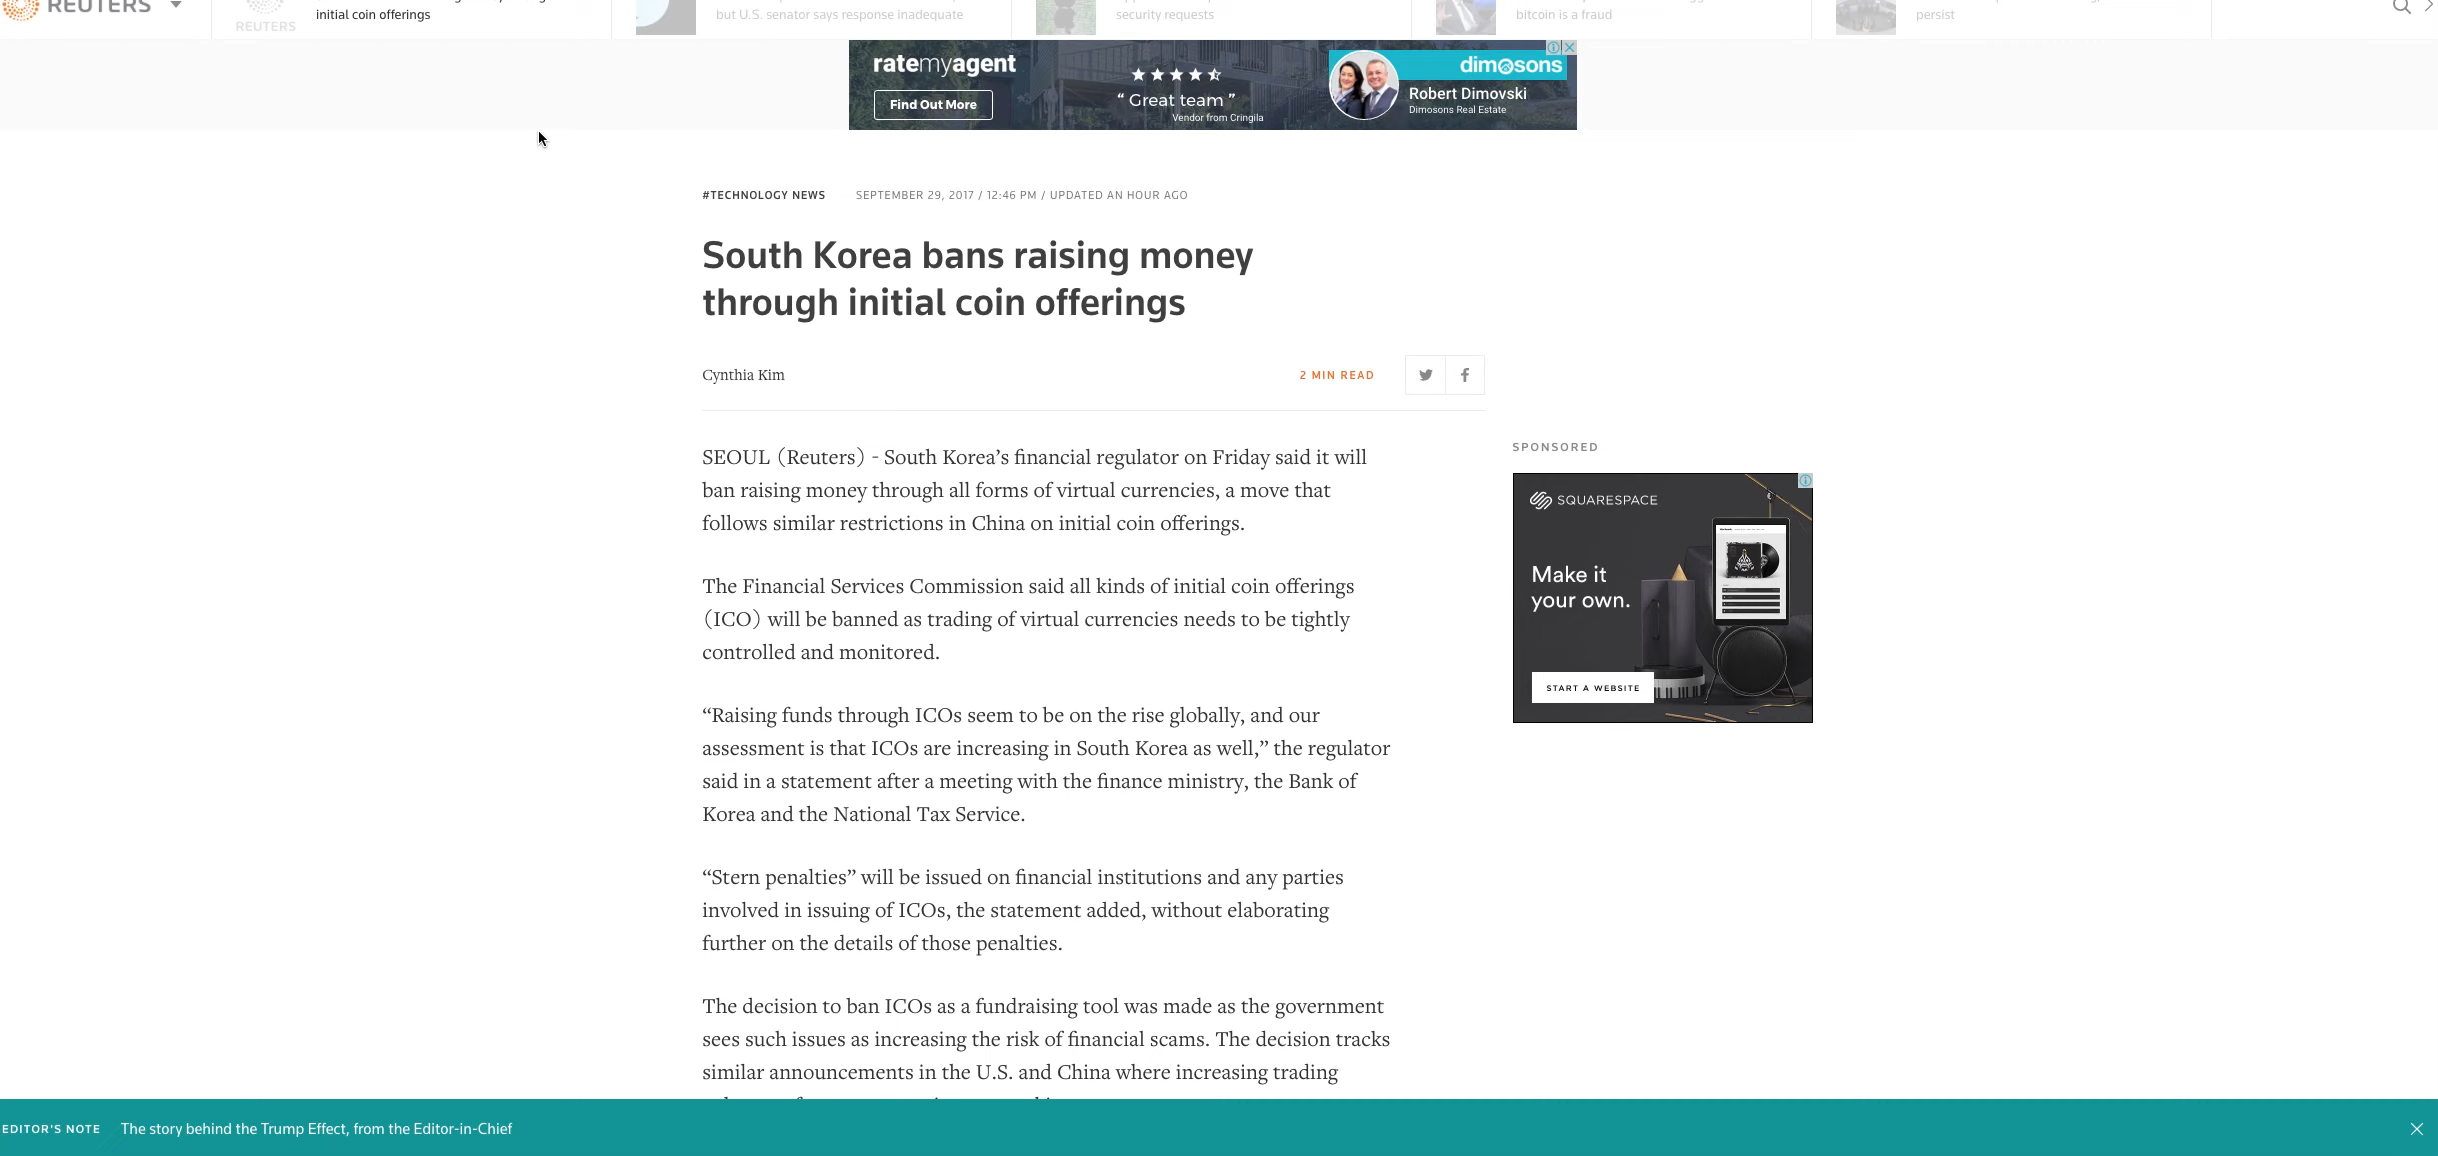 REUTERS
REUTERS
initial coin offerings
but U.S. senator says response inadequate
security requests
bitcoin is a fraud
persist
ratemyagent
Find Out More
“ Great team ”
Vendor from Cringila
dimosons
Robert Dimovski
Dimosons Real Estate
#TECHNOLOGY NEWS
SEPTEMBER 29, 2017 / 12:46 PM / UPDATED AN HOUR AGO
South Korea bans raising money
through initial coin offerings
Cynthia Kim
2 MIN READ
SEOUL (Reuters) - South Korea’s financial regulator on Friday said it will
ban raising money through all forms of virtual currencies, a move that
follows similar restrictions in China on initial coin offerings.
The Financial Services Commission said all kinds of initial coin offerings
(ICO) will be banned as trading of virtual currencies needs to be tightly
controlled and monitored.
“Raising funds through ICOs seem to be on the rise globally, and our
assessment is that ICOs are increasing in South Korea as well,” the regulator
said in a statement after a meeting with the finance ministry, the Bank of
Korea and the National Tax Service.
“Stern penalties” will be issued on financial institutions and any parties
involved in issuing of ICOs, the statement added, without elaborating
further on the details of those penalties.
The decision to ban ICOs as a fundraising tool was made as the government
sees such issues as increasing the risk of financial scams. The decision tracks
similar announcements in the U.S. and China where increasing trading
SPONSORED
SQUARESPACE
Make it
your own.
START A WEBSITE
EDITOR'S NOTE
The story behind the Trump Effect, from the Editor-in-Chief